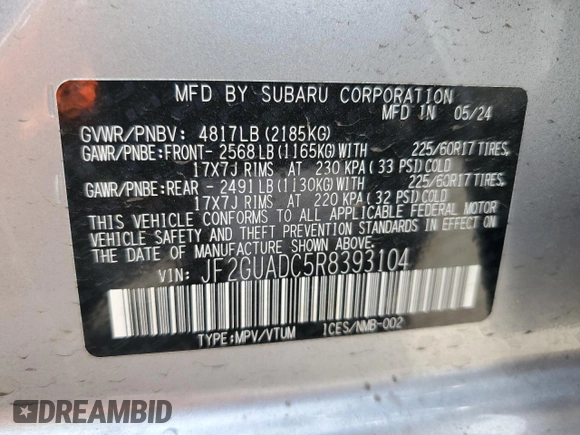 MFD BY SUBARU CORPORATION
MFD IN 05/24
GVWR/PNBV: 4817LB (2185KG)
GAWR/PNBE:FRONT- 2568LB (1165KG) WITH 225/60R17 TIRES,
17X7J RIMS AT 230 KPA (33 PSI) COLD
GAWR/PNBE:REAR - 2491LB (1130KG) WITH 225/60R17 TIRES,
17X7J RIMS AT 220 KPA (32 PSI) COLD
THIS VEHICLE CONFORMS TO ALL APPLICABLE FEDERAL MOTOR
VEHICLE SAFETY AND THEFT PREVENTION STANDARDS IN EFFECT ON
THE DATE OF MANUFACTURE SHOWN ABOVE.
VIN: JF2GUADC5R8393104
TYPE:MPV/VTUM ICES/NMB-002
DREAMBID